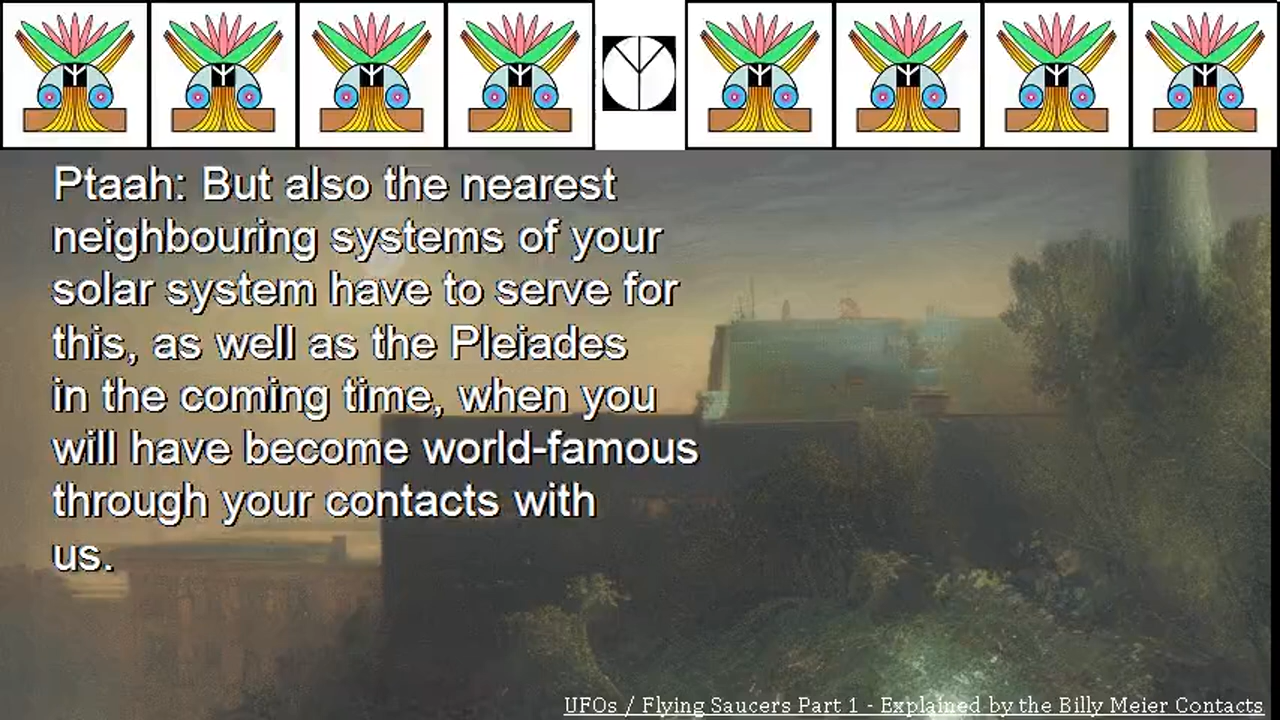 Ptaah: But also the nearest
neighbouring systems of your
solar system have to serve for
this, as well as the Pleiades
in the coming time, when you
will have become world-famous
through your contacts with
us.
UFOs / Flying Saucers Part 1 - Explained by the Billy Meier Contacts